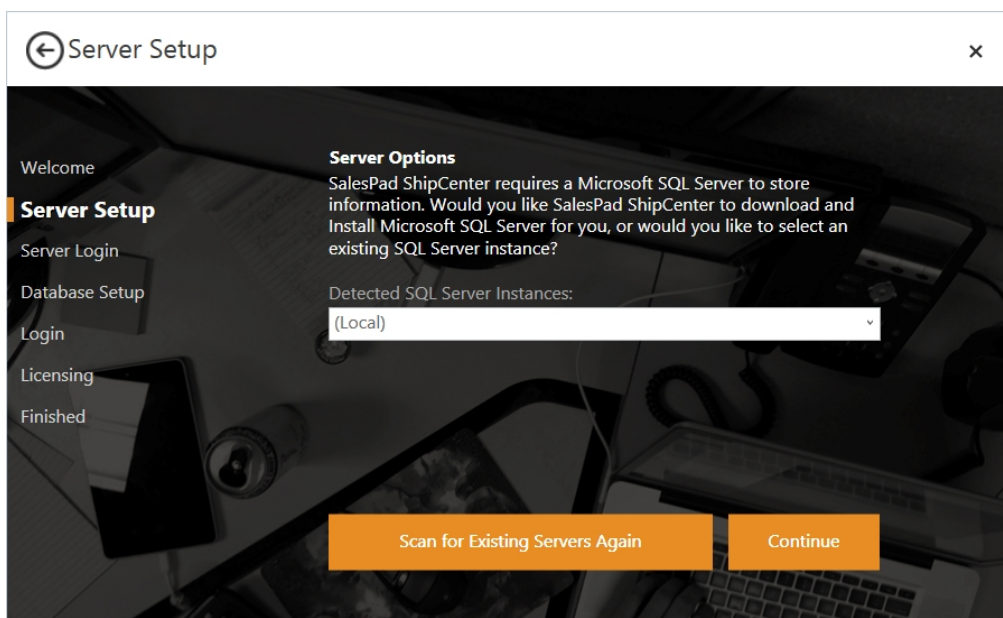 Server Setup
Welcome
Server Setup
Server Login
Database Setup
Login
Licensing
Finished
Server Options
SalesPad ShipCenter requires a Microsoft SQL Server to store
information. Would you like SalesPad ShipCenter to download and
Install Microsoft SQL Server for you, or would you like to select an
existing SQL Server instance?
Detected SQL Server Instances:
(Local)
Scan for Existing Servers Again
Continue